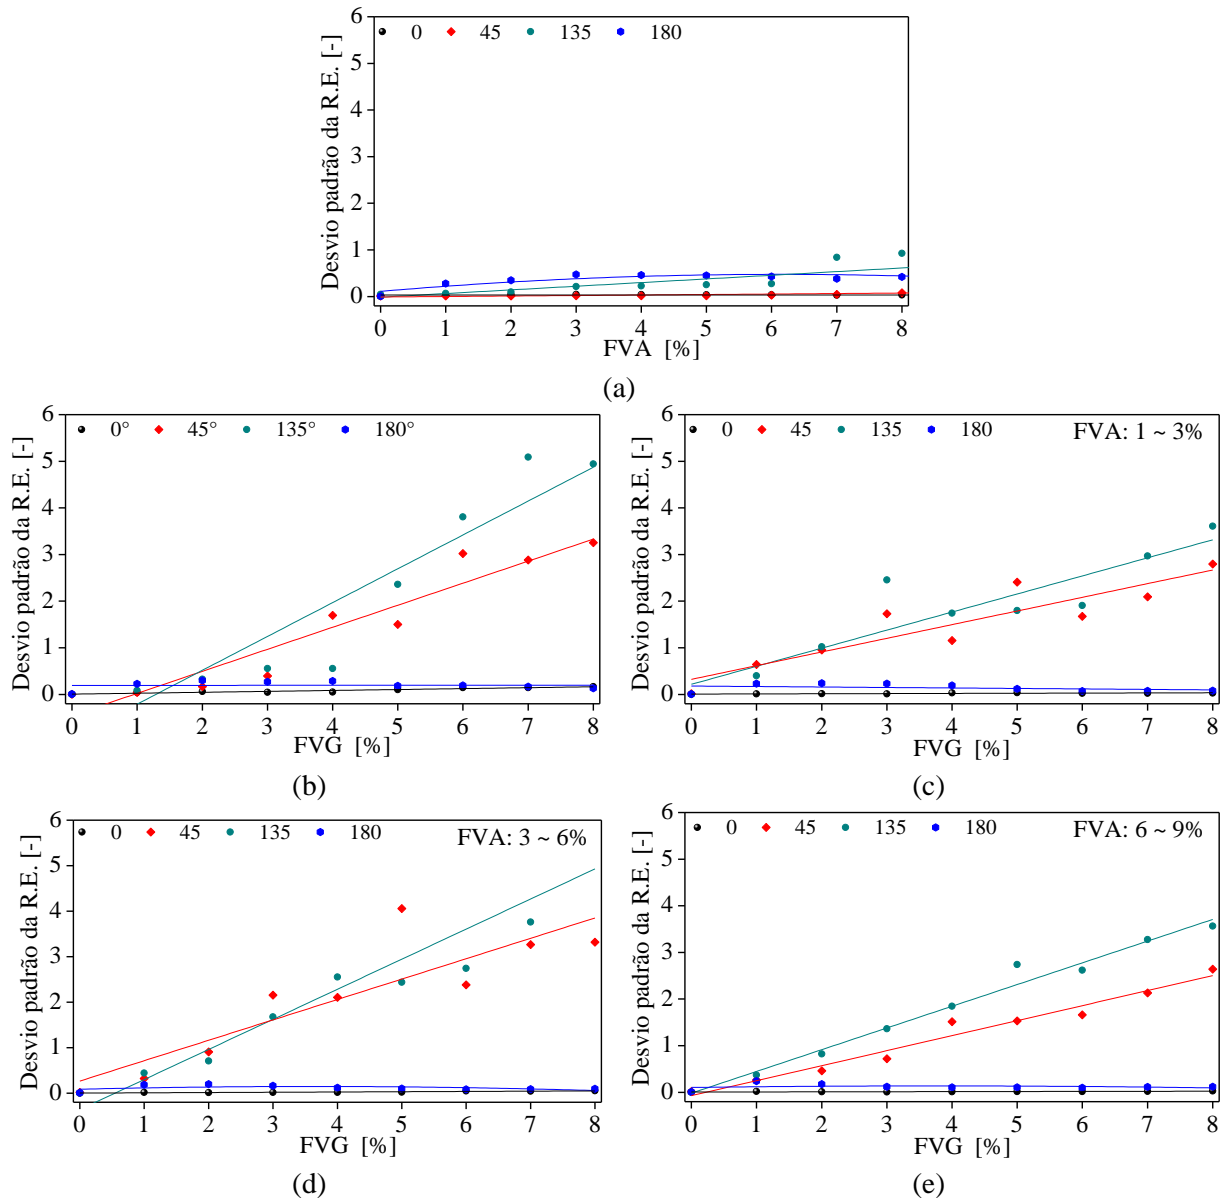 Desvio padrão da R.E. [-]
0 45 135 180
6
5
4
3
2
1
0
0 1 2 3 4 5 6 7 8
FVA [%]
(a)
Desvio padrão da R.E. [-]
0° 45° 135° 180°
6
5
4
3
2
1
0
0 1 2 3 4 5 6 7 8
FVG [%]
(b)
Desvio padrão da R.E. [-]
0 45 135 180 FVA: 1 ~ 3%
6
5
4
3
2
1
0
0 1 2 3 4 5 6 7 8
FVG [%]
(c)
Desvio padrão da R.E. [-]
0 45 135 180 FVA: 3 ~ 6%
6
5
4
3
2
1
0
0 1 2 3 4 5 6 7 8
FVG [%]
(d)
Desvio padrão da R.E. [-]
0 45 135 180 FVA: 6 ~ 9%
6
5
4
3
2
1
0
0 1 2 3 4 5 6 7 8
FVG [%]
(e)